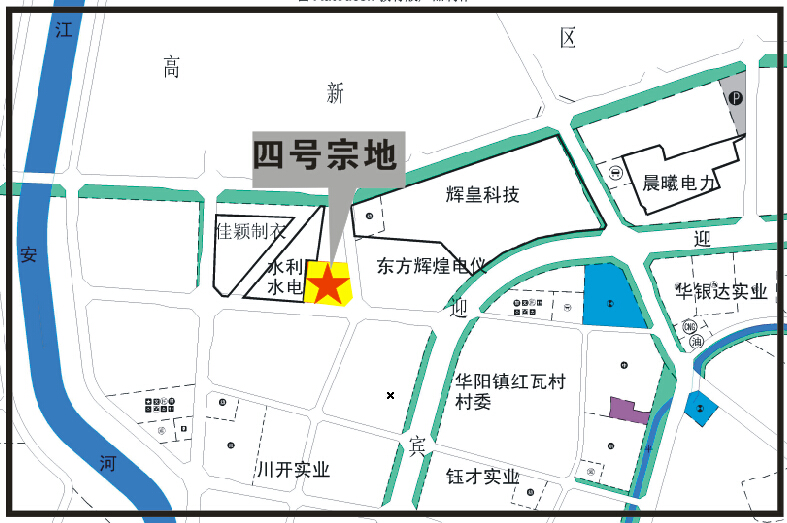 江
区
高
新
P
四号宗地
晨曦电力
辉皇科技
佳颖制衣
迎
安
水利
水电
东方辉煌电仪
华银达实业
迎
CNG
油
华阳镇红瓦村
村委
宾
河
川开实业
钰才实业